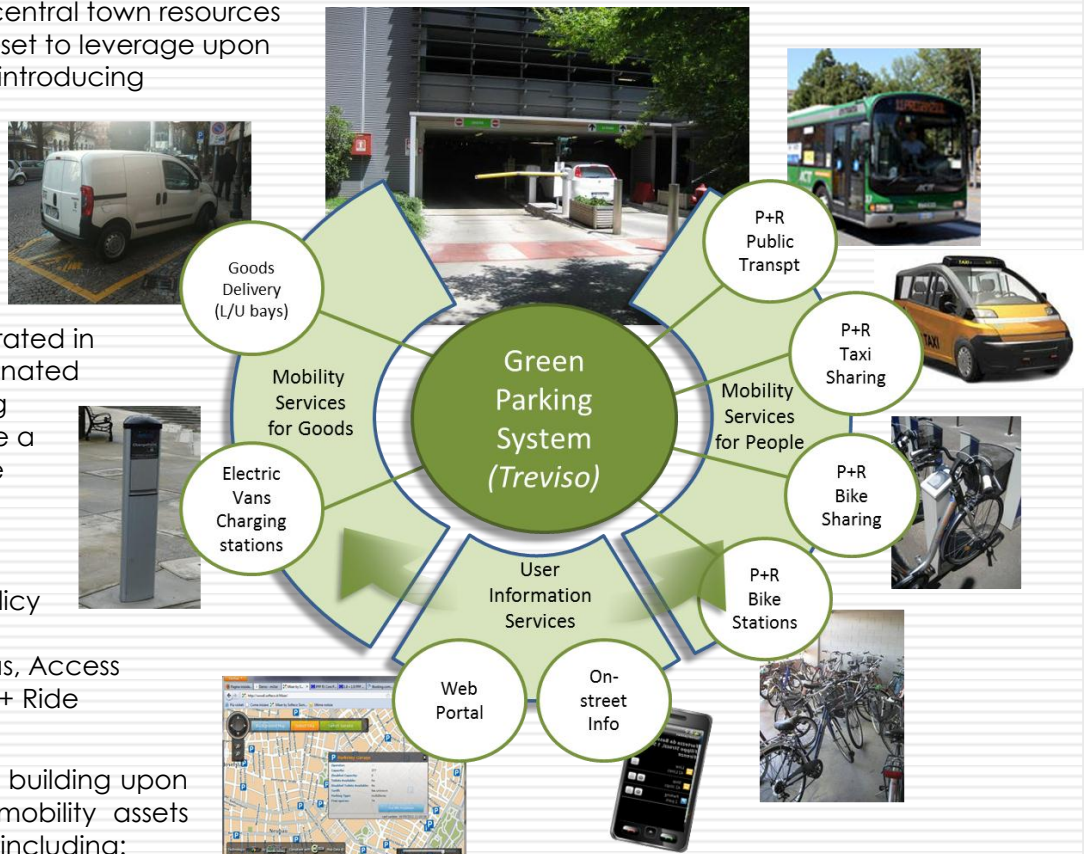 central town resources
set to leverage upon
introducing
rated in
nated
g
e a
e
licy
us, Access
+ Ride
building upon
mobility assets
including:
Goods
Delivery
(L/U bays)
Mobility
Services
for Goods
Electric
Vans
Charging
stations
Green
Parking
System
(Treviso)
P+R
Public
Transpt
P+R
Taxi
Sharing
Mobility
Services
for People
P+R
Bike
Sharing
P+R
Bike
Stations
User
Information
Services
Web
Portal
On-
street
Info
TAXI
TAXI